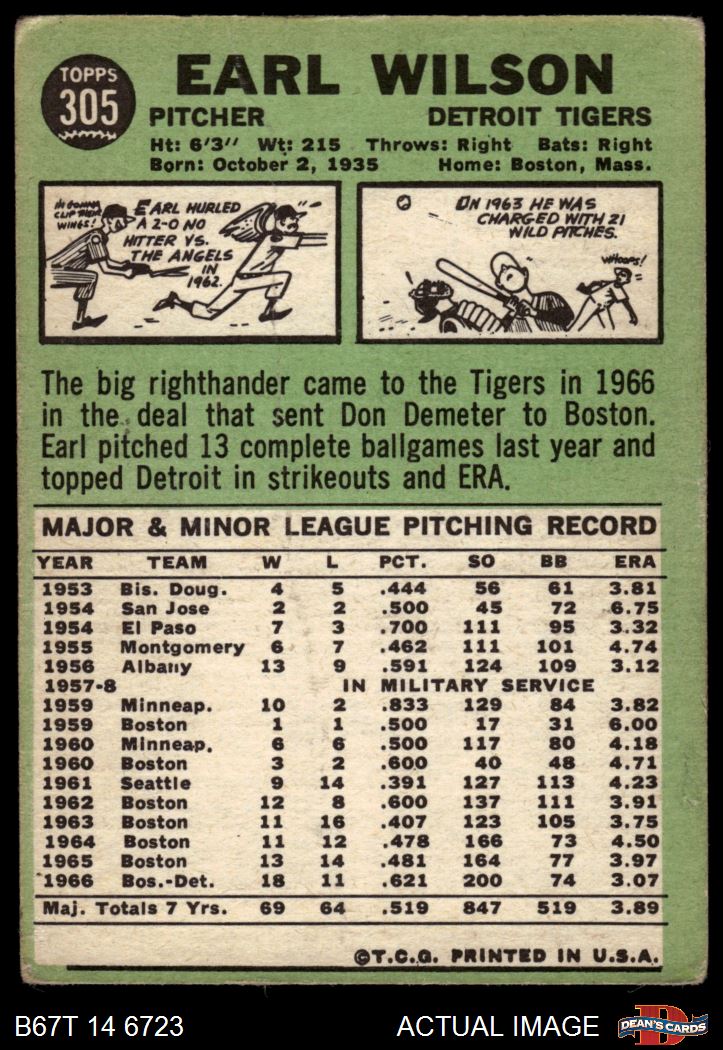 TOPPS
305
EARL WILSON
PITCHER DETROIT TIGERS
Ht: 6'3" Wt: 215 Throws: Right Bats: Right
Born: October 2, 1935 Home: Boston, Mass.
I'M GONNA
CLIP THEIR
WINGS!
EARL HURLED
A 2-0 NO
HITTER VS.
THE ANGELS
IN
1962.
IN 1963 HE WAS
CHARGED WITH 21
WILD PITCHES.
WHOOPS!
The big righthander came to the Tigers in 1966
in the deal that sent Don Demeter to Boston.
Earl pitched 13 complete ballgames last year and
topped Detroit in strikeouts and ERA.
MAJOR & MINOR LEAGUE PITCHING RECORD
YEAR TEAM W L PCT. SO BB ERA
1953 Bis. Doug. 4 5 .444 56 61 3.81
1954 San Jose 2 2 .500 45 72 6.75
1954 El Paso 7 3 .700 111 95 3.32
1955 Montgomery 6 7 .462 111 101 4.74
1956 Albany 13 9 .591 124 109 3.12
1957-8 IN MILITARY SERVICE
1959 Minneap. 10 2 .833 129 84 3.82
1959 Boston 1 1 .500 17 31 6.00
1960 Minneap. 6 6 .500 117 80 4.18
1960 Boston 3 2 .600 40 48 4.71
1961 Seattle 9 14 .391 127 113 4.23
1962 Boston 12 8 .600 137 111 3.91
1963 Boston 11 16 .407 123 105 3.75
1964 Boston 11 12 .478 166 73 4.50
1965 Boston 13 14 .481 164 77 3.97
1966 Bos.-Det. 18 11 .621 200 74 3.07
Maj. Totals 7 Yrs. 69 64 .519 847 519 3.89
©T.C.G. PRINTED IN U.S.A.
B67T 14 6723 ACTUAL IMAGE
D
DEAN'S CARDS